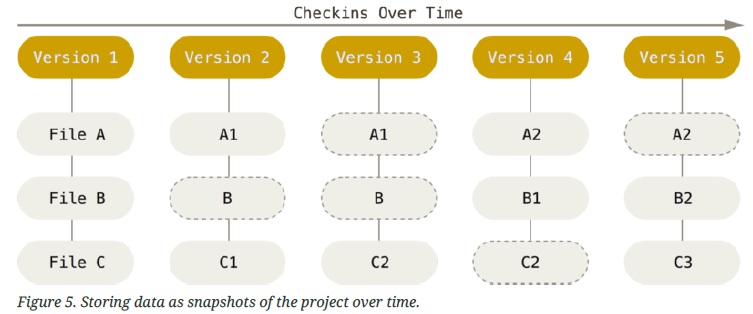 Checkins Over Time
Version 1 Version 2 Version 3 Version 4 Version 5
File A A1 A1 A2 A2
File B B B B1 B2
File C C1 C2 C2 C3
Figure 5. Storing data as snapshots of the project over time.